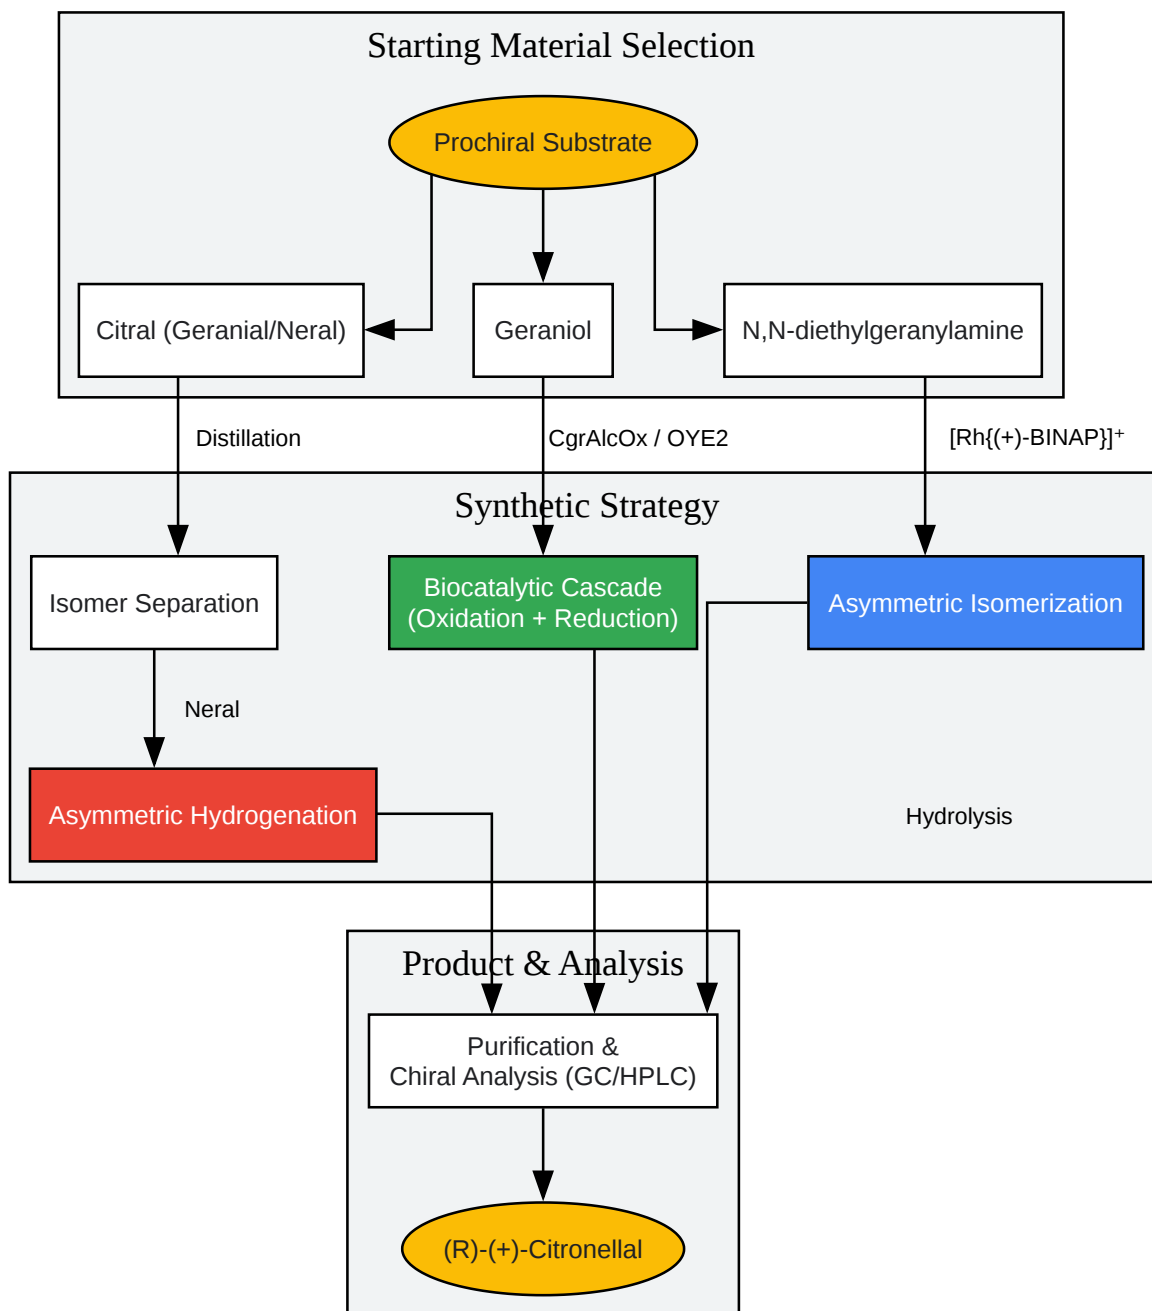 Starting Material Selection
Prochiral Substrate
Citral (Geranial/Neral)
Geraniol
N,N-diethylgeranylamine
Distillation
CgrAlcOx / OYE2
[Rh{(+)-BINAP}]⁺
Synthetic Strategy
Isomer Separation
Biocatalytic Cascade
(Oxidation + Reduction)
Asymmetric Isomerization
Neral
Asymmetric Hydrogenation
Hydrolysis
Product & Analysis
Purification &
Chiral Analysis (GC/HPLC)
(R)-(+)-Citronellal